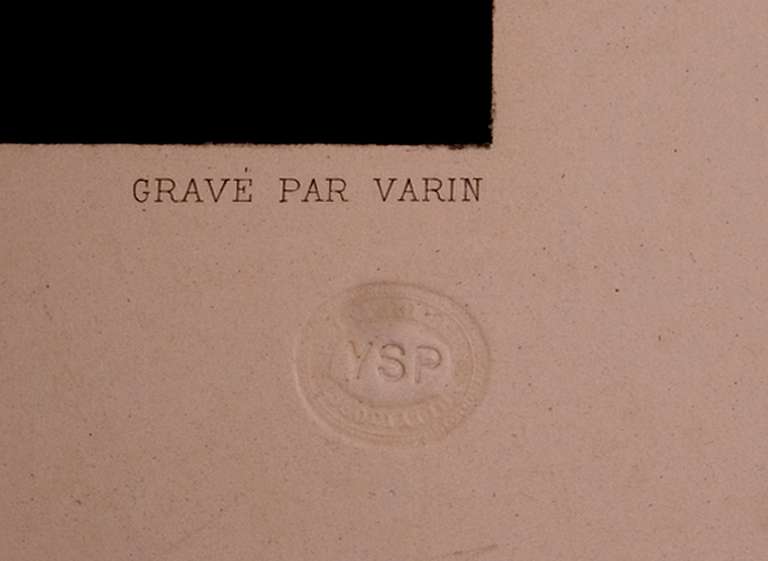 GRAVÉ PAR VARIN
YSP